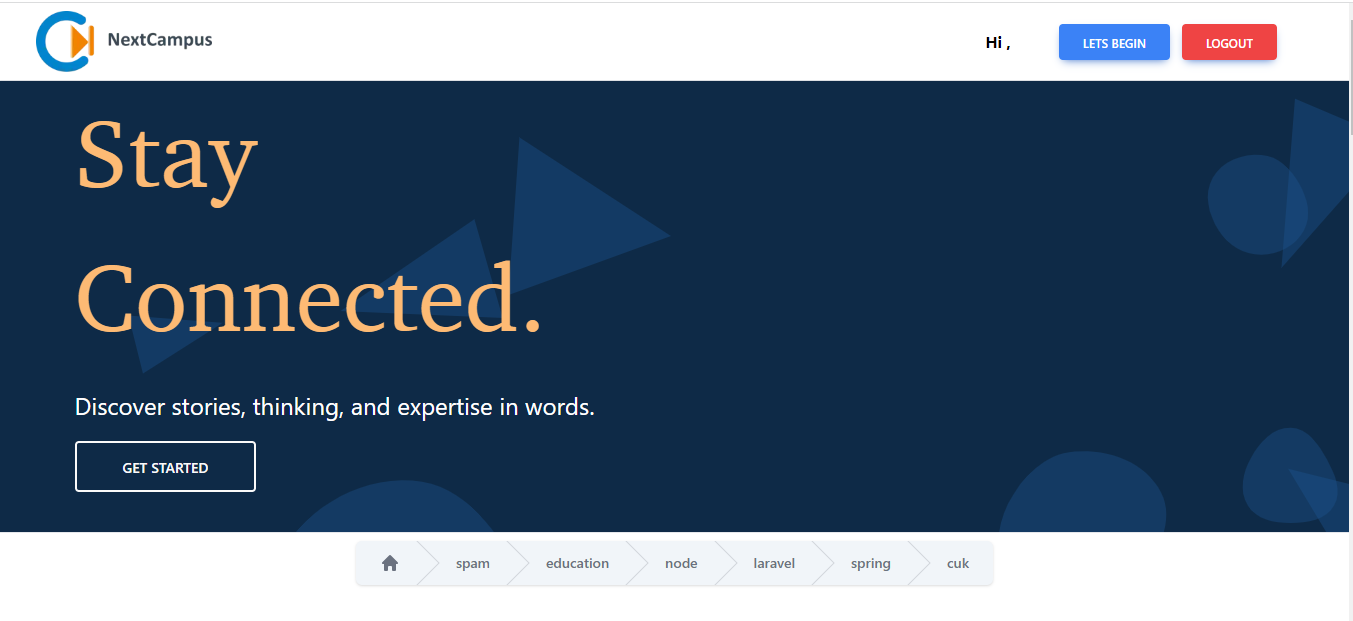 NextCampus
Hi ,
LETS BEGIN
LOGOUT
Stay
Connected.
Discover stories, thinking, and expertise in words.
GET STARTED
spam
education
node
laravel
spring
cuk